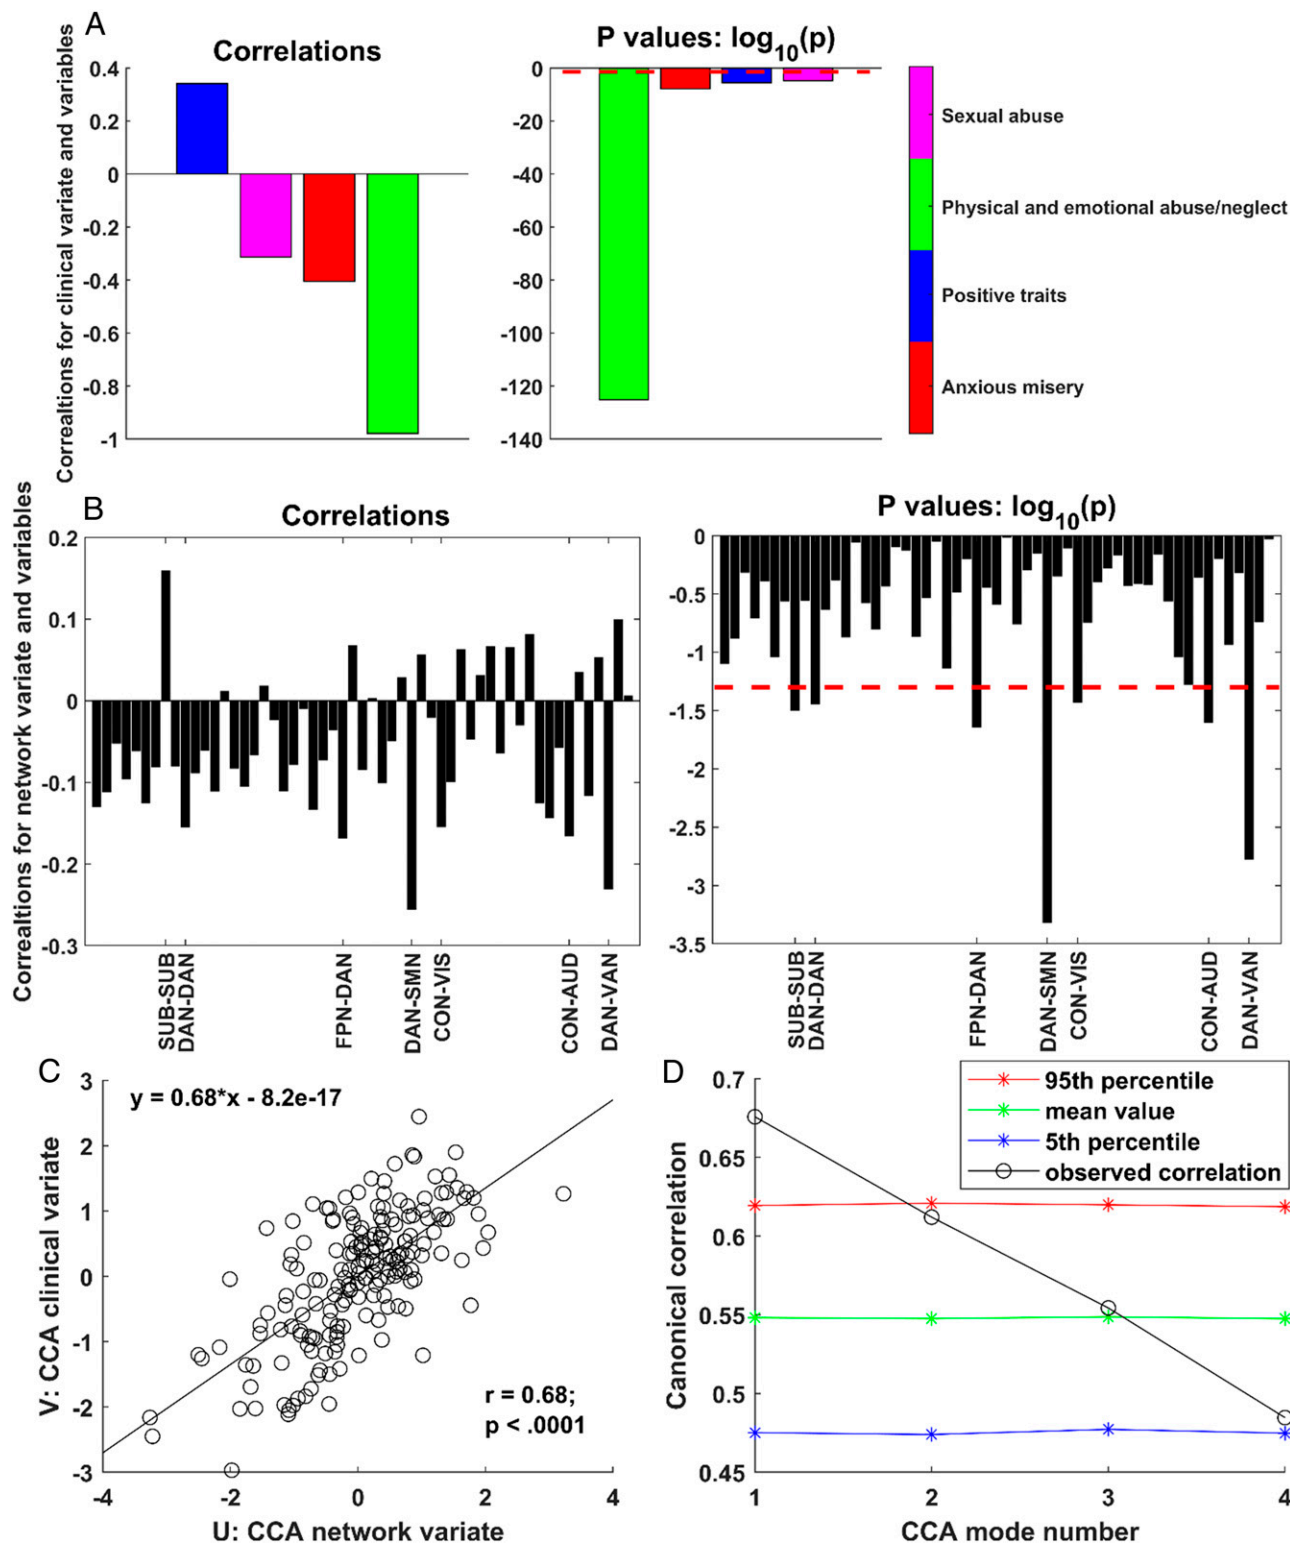 A
Correlations
P values: log10(p)
Correaltions for clinical variate and variables
0.4
0.2
0
-0.2
-0.4
-0.6
-0.8
-1
0
-20
-40
-60
-80
-100
-120
-140
Sexual abuse
Physical and emotional abuse/neglect
Positive traits
Anxious misery
B
Correlations
P values: log10(p)
Correaltions for network variate and variables
0.2
0.1
0
-0.1
-0.2
-0.3
SUB-SUB
DAN-DAN
FPN-DAN
DAN-SMN
CON-VIS
CON-AUD
DAN-VAN
0
-0.5
-1
-1.5
-2
-2.5
-3
-3.5
SUB-SUB
DAN-DAN
FPN-DAN
DAN-SMN
CON-VIS
CON-AUD
DAN-VAN
C
y = 0.68*x - 8.2e-17
V: CCA clinical variate
3
2
1
0
-1
-2
-3
r = 0.68;
p < .0001
-4
-2
0
2
4
U: CCA network variate
D
95th percentile
mean value
5th percentile
observed correlation
Canonical correlation
0.7
0.65
0.6
0.55
0.5
0.45
1
2
3
4
CCA mode number